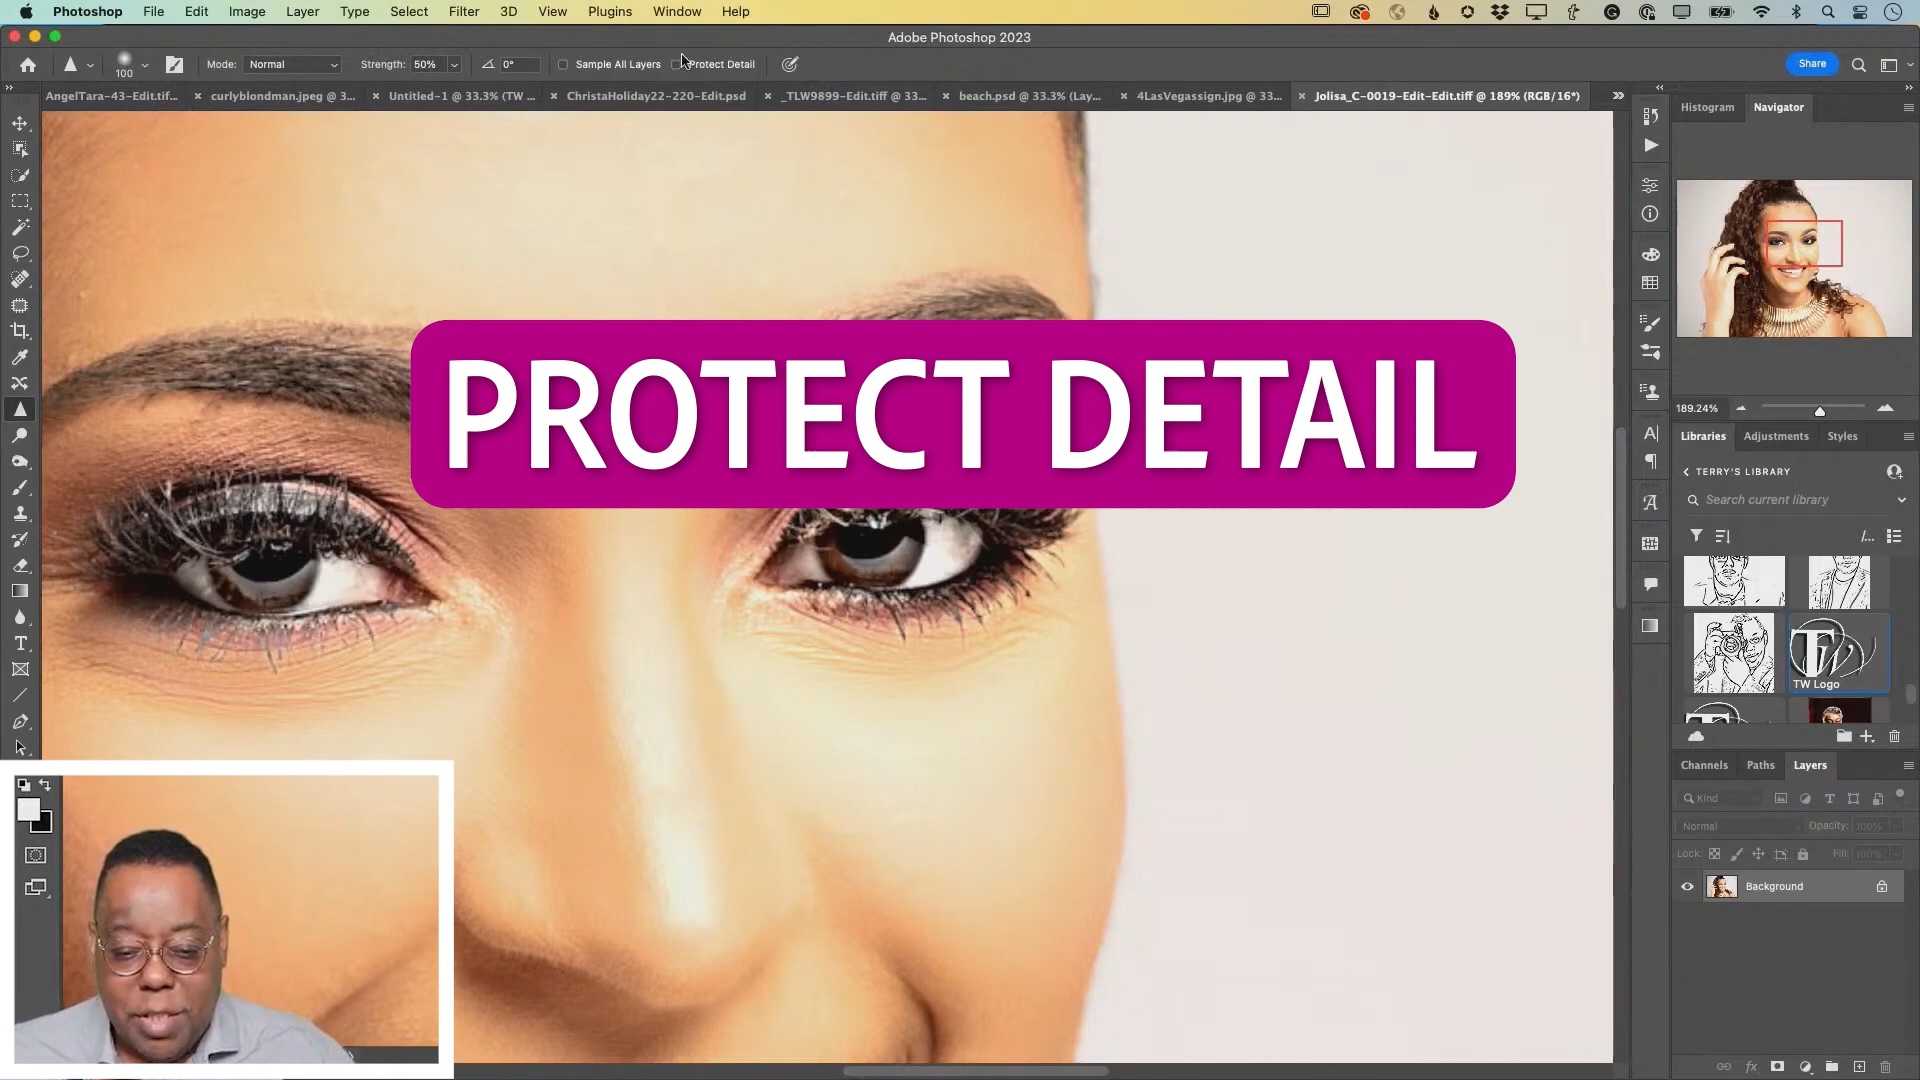 Photoshop File Edit Image Layer Type Select Filter 3D View Plugins Window Help
Adobe Photoshop 2023
100 Mode: Normal Strength: 50% 0° Sample All Layers Protect Detail Share
AngelTara-43-Edit.tif... × curlyblondman.jpeg @ 3... × Untitled-1 @ 33.3% (TW ... × ChristaHoliday22-220-Edit.psd × _TLW9899-Edit.tiff @ 33... × beach.psd @ 33.3% (Lay... × 4LasVegassign.jpg @ 33... × Jolisa_C-0019-Edit-Edit.tiff @ 189% (RGB/16*)
Histogram Navigator
PROTECT DETAIL
189.24%
Libraries Adjustments Styles
TERRY'S LIBRARY
Search current library
/...
TW
TW Logo
Channels Paths Layers
Kind
Normal Opacity: 100%
Lock: Fill: 100%
Background
fx